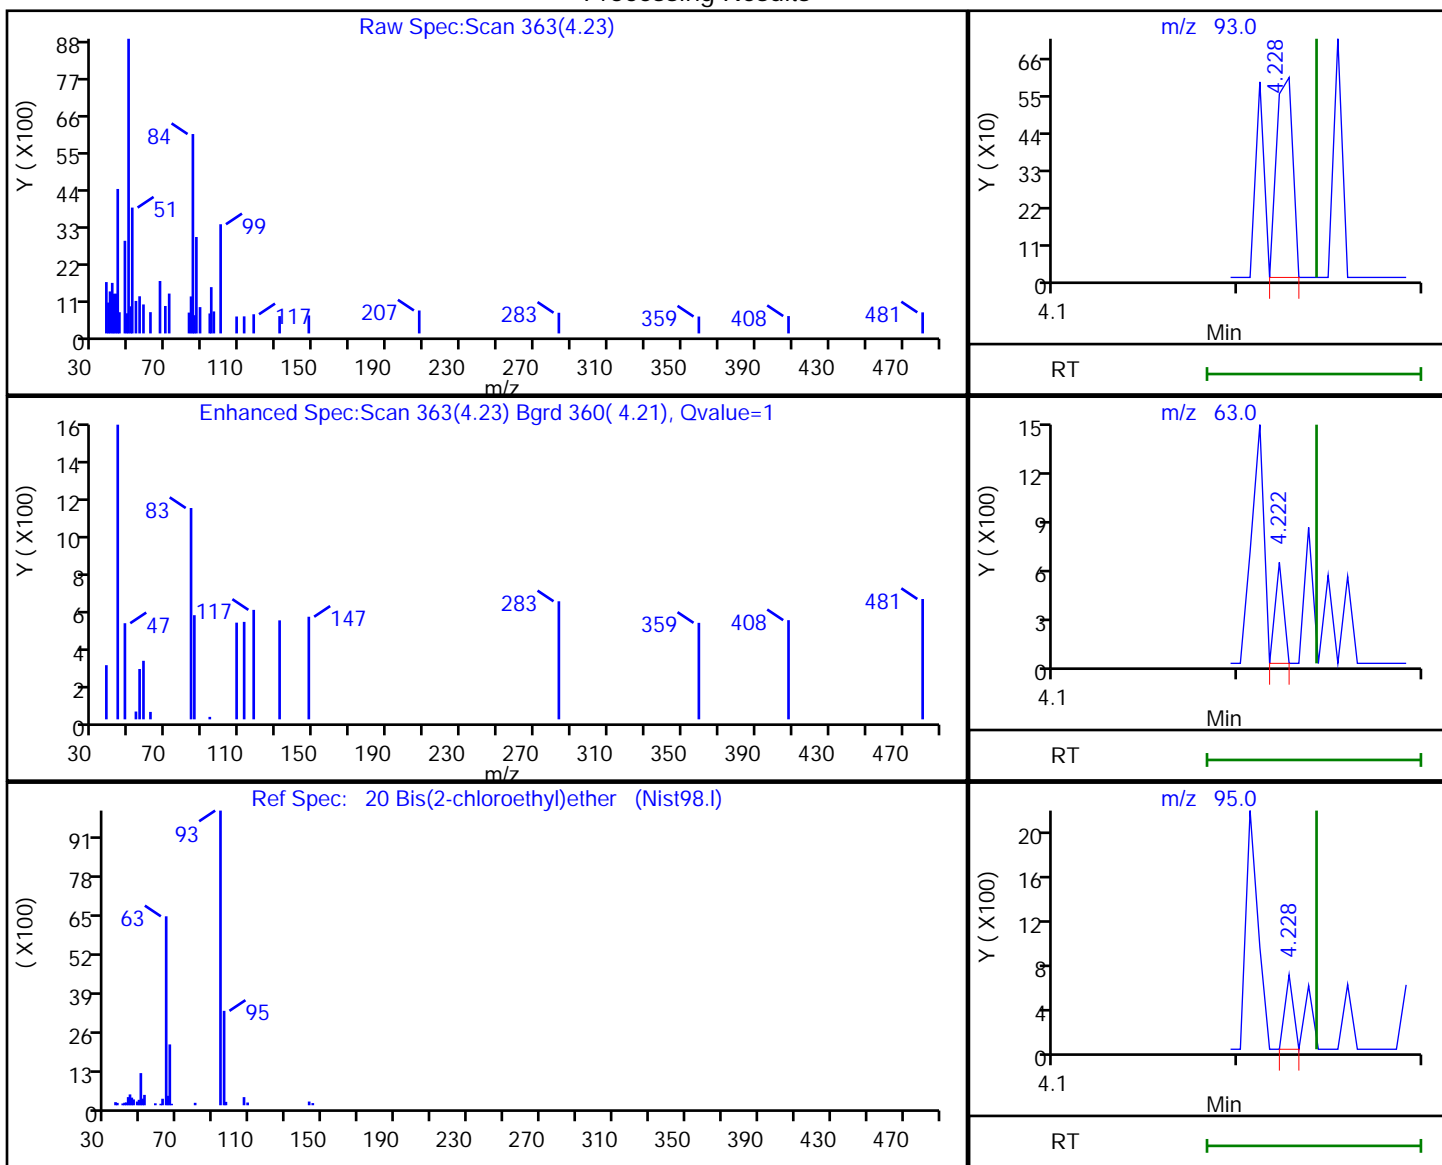 Processing Results
Raw Spec:Scan 363(4.23)
Y ( X100)
88
77
66
55
44
33
22
11
0
84
51
99
117
207
283
359
408
481
30 70 110 150 190 230 270 310 350 390 430 470
m/z
m/z 93.0
Y ( X10)
66
55
44
33
22
11
0
4.228
4.1
Min
RT
Enhanced Spec:Scan 363(4.23) Bgrd 360( 4.21), Qvalue=1
Y ( X100)
16
14
12
10
8
6
4
2
0
83
47
117
147
283
359
408
481
30 70 110 150 190 230 270 310 350 390 430 470
m/z
m/z 63.0
Y ( X100)
15
12
9
6
3
0
4.222
4.1
Min
RT
Ref Spec: 20 Bis(2-chloroethyl)ether (Nist98.l)
( X100)
91
78
65
52
39
26
13
0
93
63
95
30 70 110 150 190 230 270 310 350 390 430 470
m/z 95.0
Y ( X100)
20
16
12
8
4
0
4.228
4.1
Min
RT